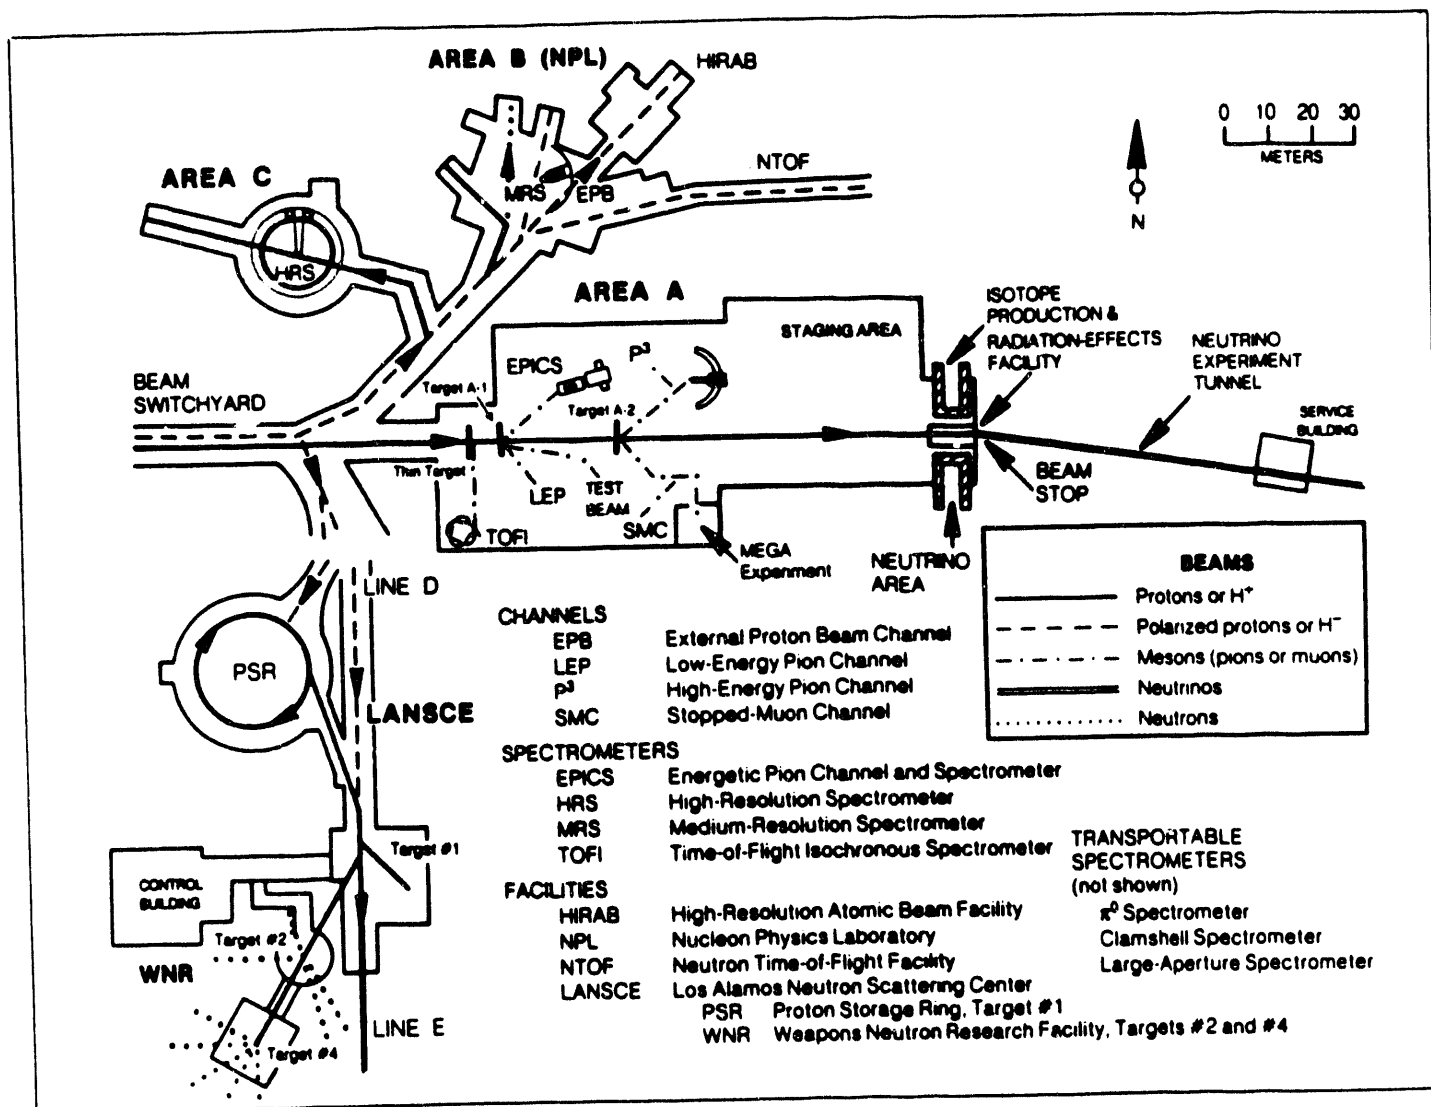 AREA B (NPL)
HIRAB
0 10 20 30
METERS
NTOF
AREA C
MRS
EPB
N
HRS
AREA A
ISOTOPE
PRODUCTION &
RADIATION-EFFECTS
FACILITY
STAGING AREA
NEUTRINO
EXPERIMENT
TUNNEL
EPICS
P³
BEAM
SWITCHYARD
Target A-1
Target A-2
SERVICE
BUILDING
Thin Target
LEP
TEST
BEAM
BEAM
STOP
TOFI
SMC
MEGA
Experiment
NEUTRINO
AREA
BEAMS
Protons or H⁺
Polarized protons or H⁻
Mesons (pions or muons)
Neutrinos
Neutrons
LINE D
PSR
LANSCE
CHANNELS
EPB External Proton Beam Channel
LEP Low-Energy Pion Channel
P³ High-Energy Pion Channel
SMC Stopped-Muon Channel
SPECTROMETERS
EPICS Energetic Pion Channel and Spectrometer
HRS High-Resolution Spectrometer
MRS Medium-Resolution Spectrometer
TOFI Time-of-Flight Isochronous Spectrometer
TRANSPORTABLE
SPECTROMETERS
(not shown)
π⁰ Spectrometer
Clamshell Spectrometer
Large-Aperture Spectrometer
FACILITIES
HIRAB High-Resolution Atomic Beam Facility
NPL Nucleon Physics Laboratory
NTOF Neutron Time-of-Flight Facility
LANSCE Los Alamos Neutron Scattering Center
PSR Proton Storage Ring, Target #1
WNR Weapons Neutron Research Facility, Targets #2 and #4
Target #1
CONTROL
BUILDING
Target #2
WNR
LINE E
Target #4